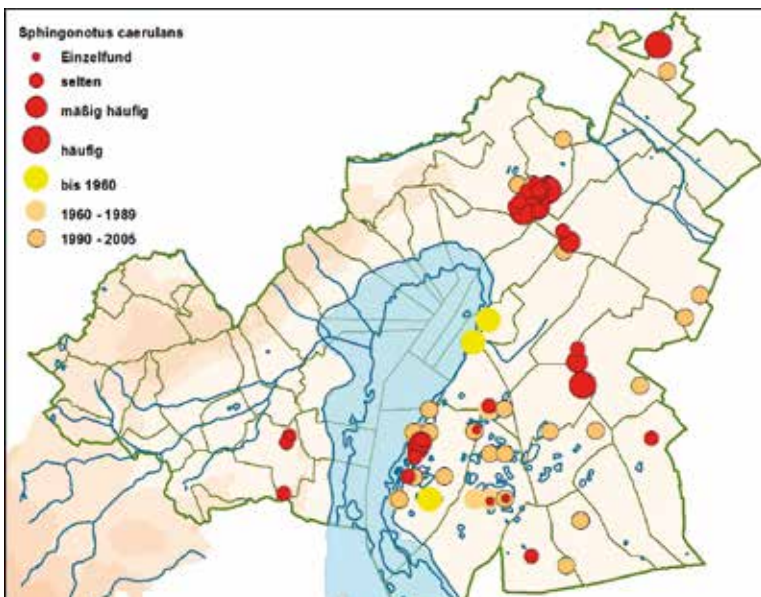 Sphingonotus caerulans
Einzelfund
selten
mäßig häufig
häufig
bis 1960
1960 - 1989
1990 - 2005